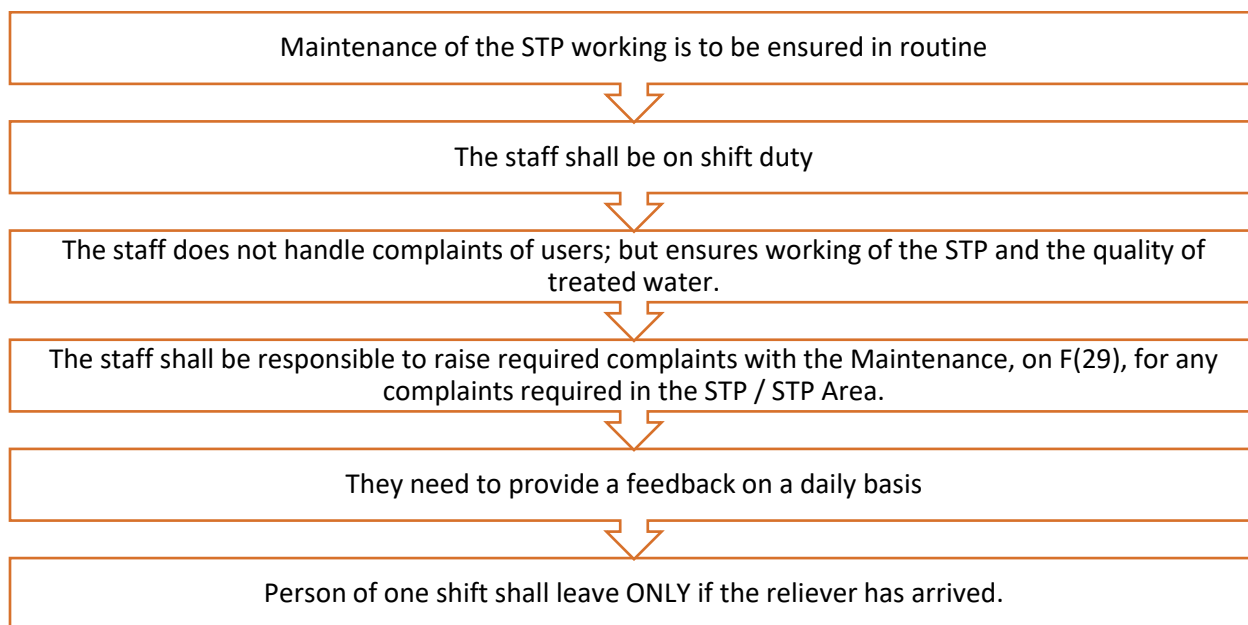 Maintenance of the STP working is to be ensured in routine
The staff shall be on shift duty
The staff does not handle complaints of users; but ensures working of the STP and the quality of
treated water.
The staff shall be responsible to raise required complaints with the Maintenance, on F(29), for any
complaints required in the STP / STP Area.
They need to provide a feedback on a daily basis
Person of one shift shall leave ONLY if the reliever has arrived.